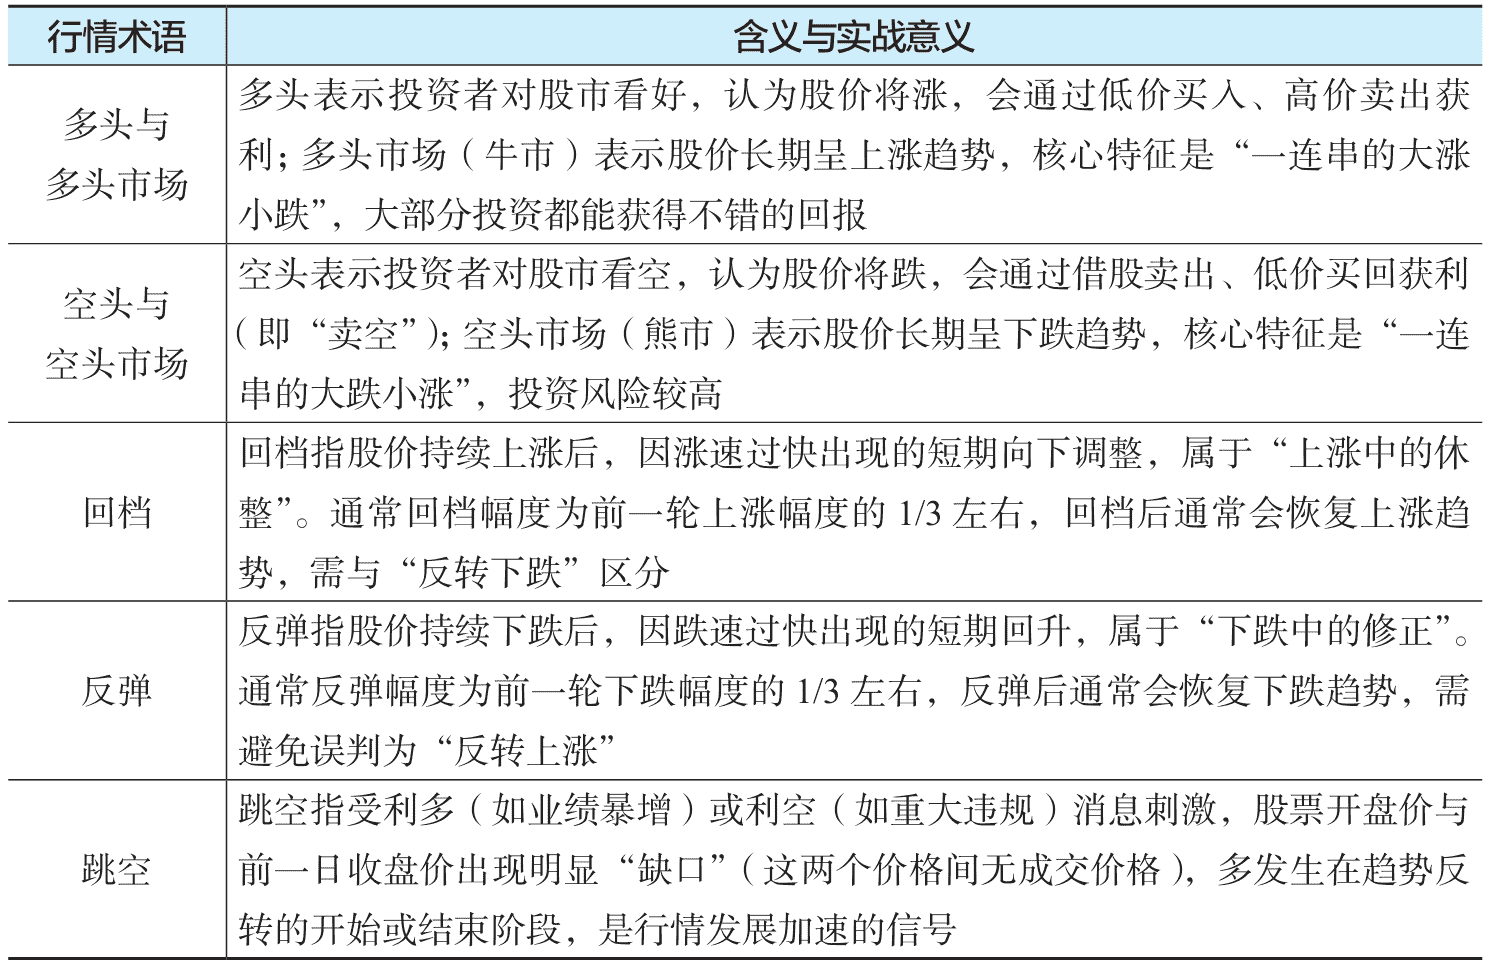 行情术语
含义与实战意义
多头与
多头市场
多头表示投资者对股市看好，认为股价将涨，会通过低价买入、高价卖出获
利；多头市场（牛市）表示股价长期呈上涨趋势，核心特征是“一连串的大涨
小跌”，大部分投资都能获得不错的回报
空头与
空头市场
空头表示投资者对股市看空，认为股价将跌，会通过借股卖出、低价买回获利
（即“卖空”）；空头市场（熊市）表示股价长期呈下跌趋势，核心特征是“一连
串的大跌小涨”，投资风险较高
回档
回档指股价持续上涨后，因涨速过快出现的短期向下调整，属于“上涨中的休
整”。通常回档幅度为前一轮上涨幅度的 1/3 左右，回档后通常会恢复上涨趋
势，需与“反转下跌”区分
反弹
反弹指股价持续下跌后，因跌速过快出现的短期回升，属于“下跌中的修正”。
通常反弹幅度为前一轮下跌幅度的 1/3 左右，反弹后通常会恢复下跌趋势，需
避免误判为“反转上涨”
跳空
跳空指受利多（如业绩暴增）或利空（如重大违规）消息刺激，股票开盘价与
前一日收盘价出现明显“缺口”（这两个价格间无成交价格），多发生在趋势反
转的开始或结束阶段，是行情发展加速的信号